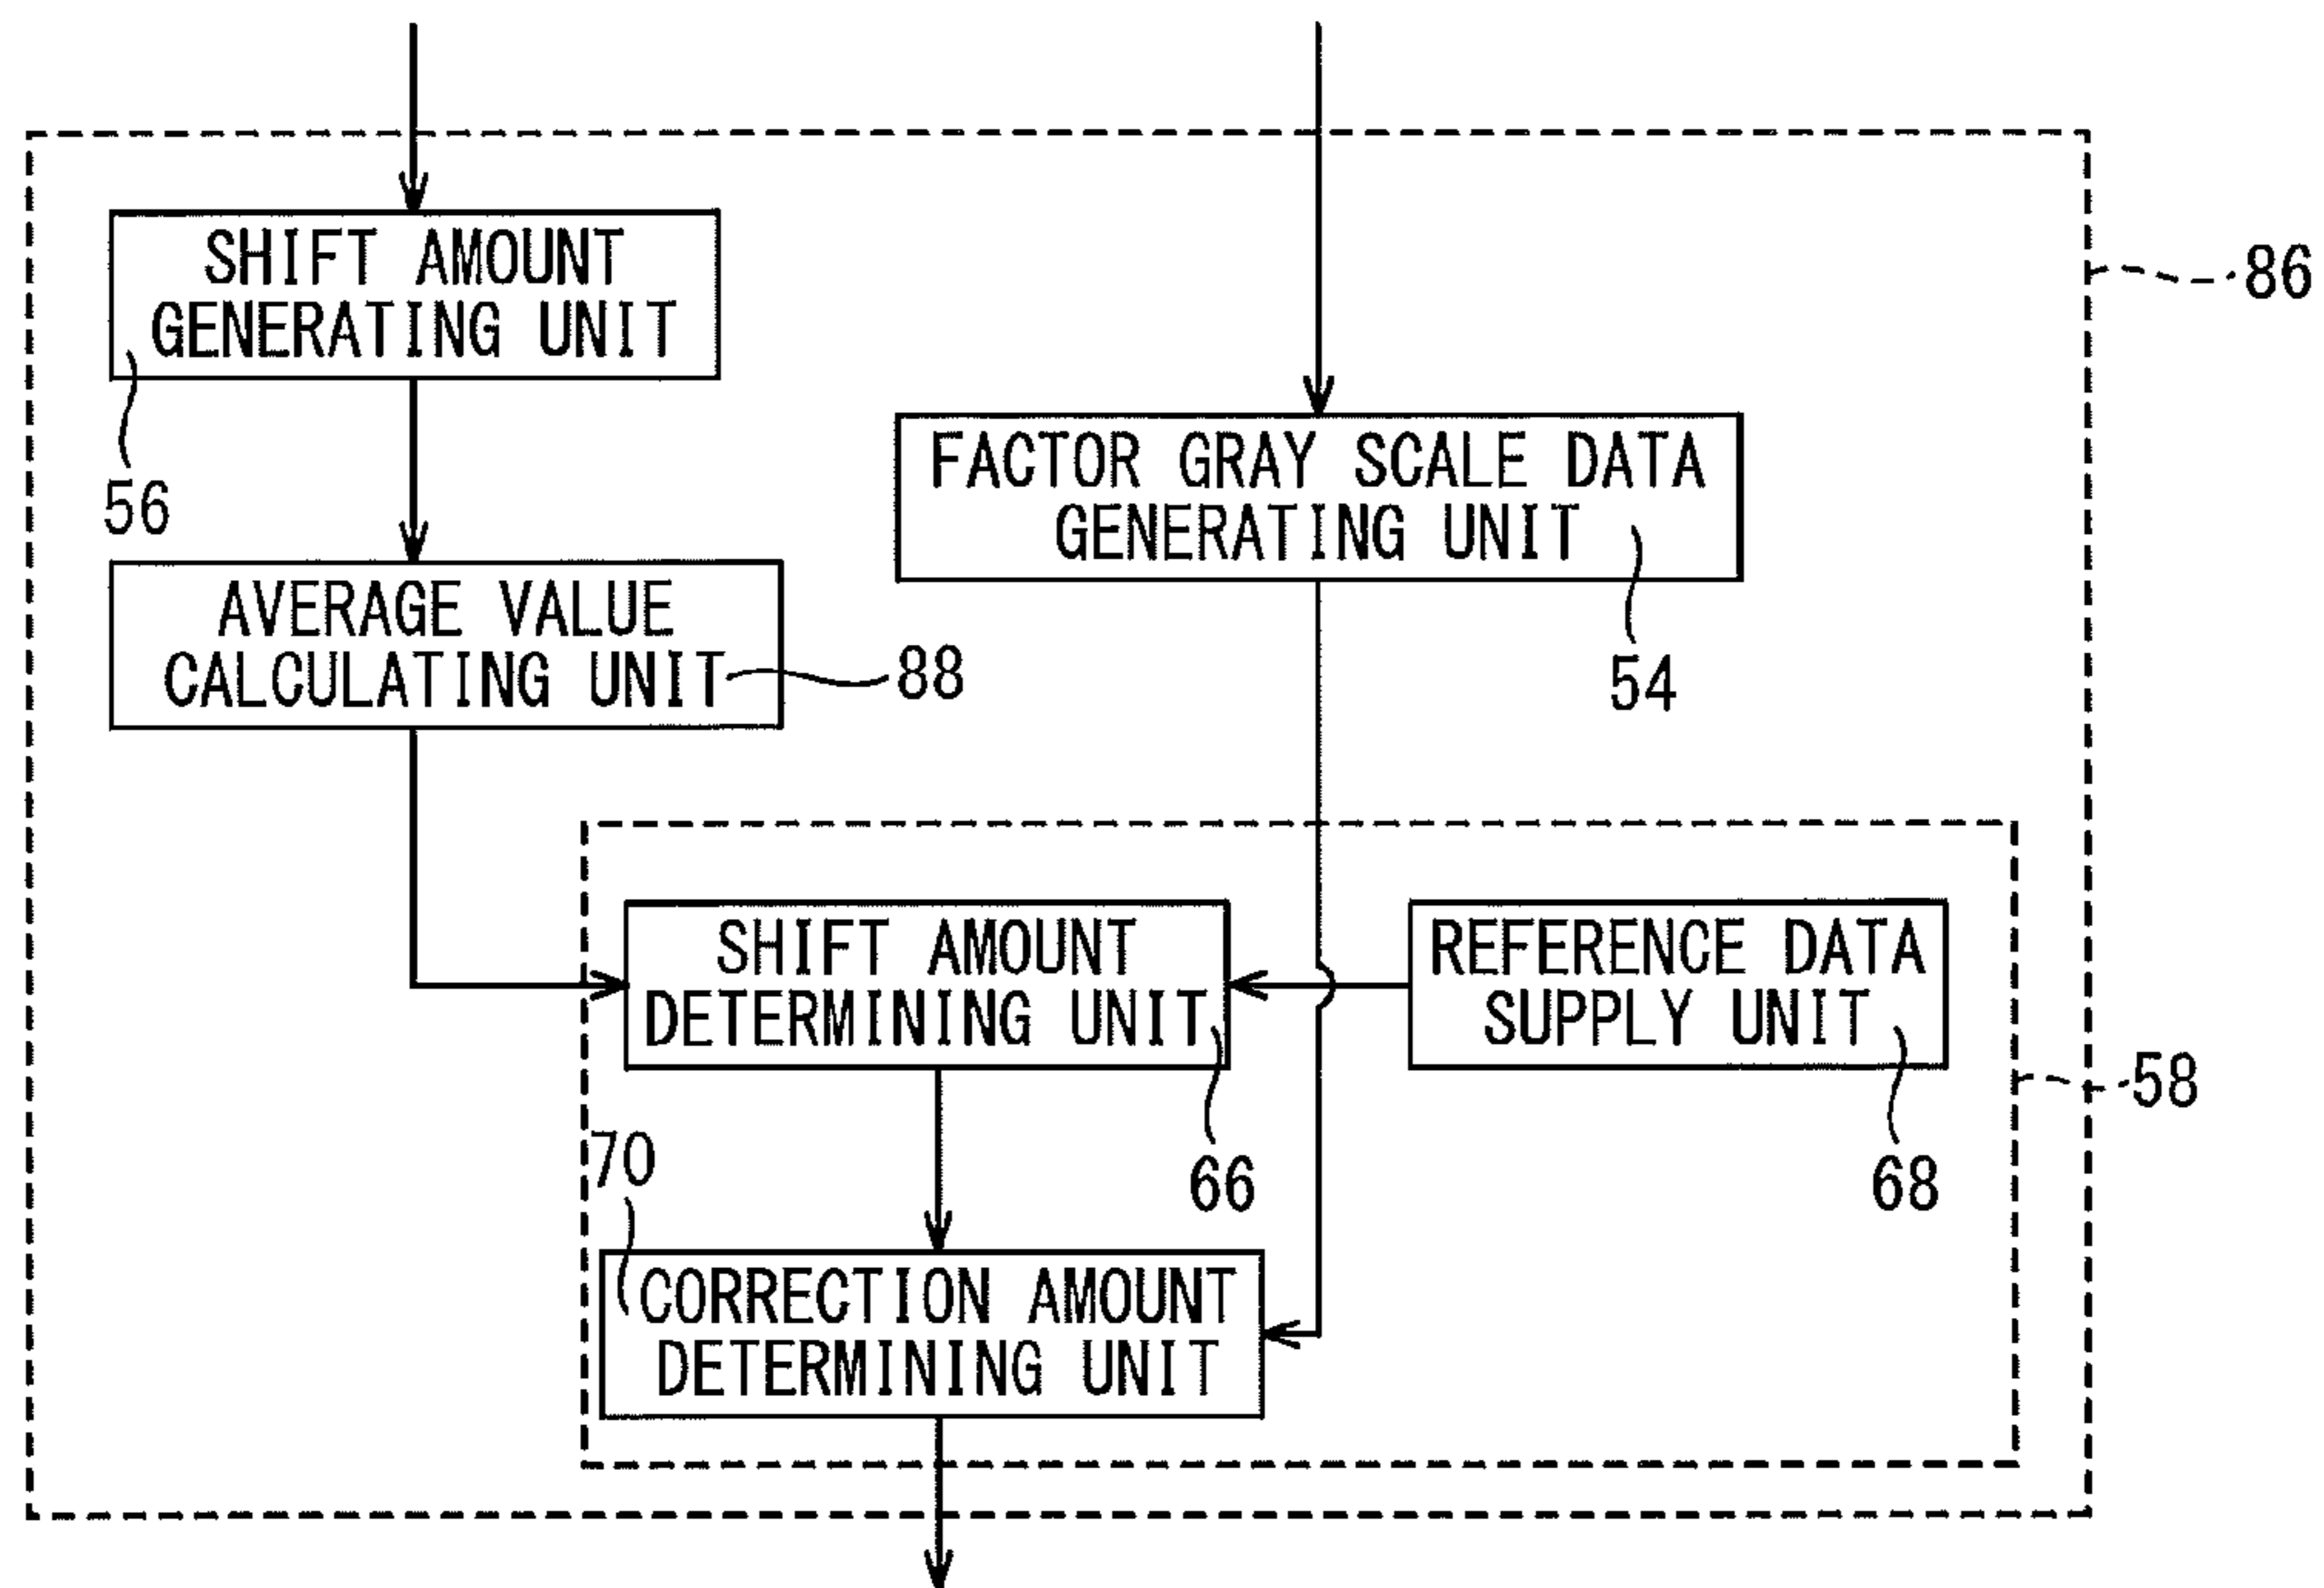 SHIFT AMOUNT
GENERATING UNIT
56
86
FACTOR GRAY SCALE DATA
GENERATING UNIT
54
AVERAGE VALUE
CALCULATING UNIT
88
SHIFT AMOUNT
DETERMINING UNIT
66
REFERENCE DATA
SUPPLY UNIT
68
58
70
CORRECTION AMOUNT
DETERMINING UNIT